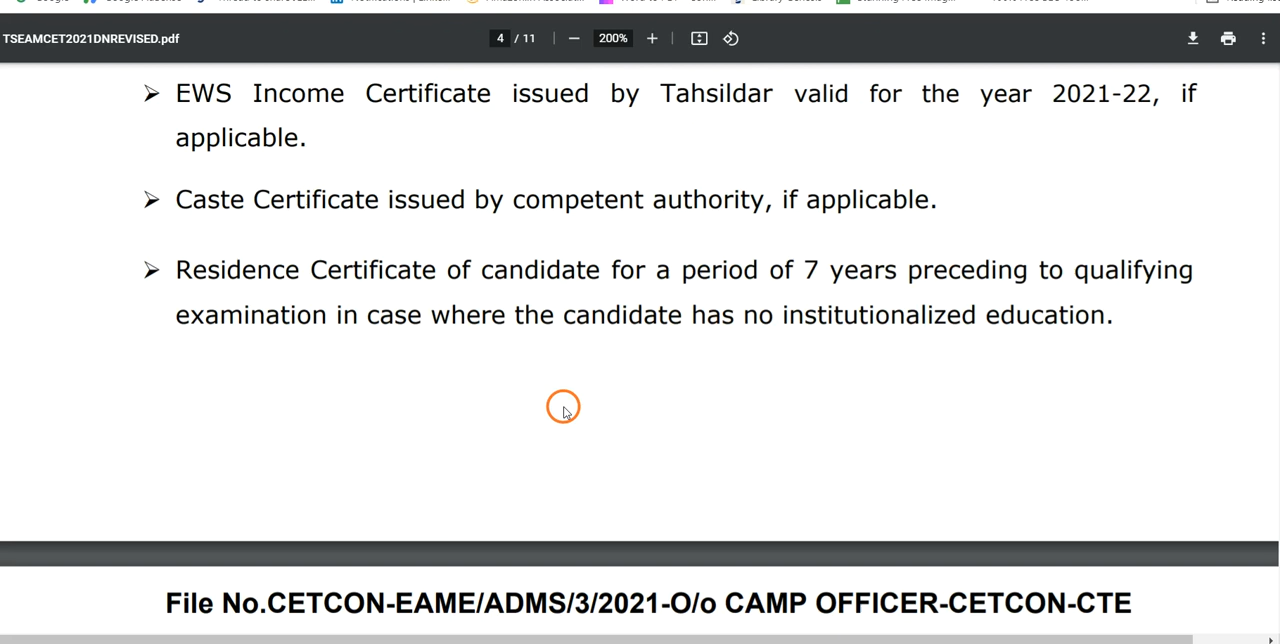 TSEAMCET2021DNREVISED.pdf 4 / 11 200%
➢ EWS Income Certificate issued by Tahsildar valid for the year 2021-22, if
applicable.
➢ Caste Certificate issued by competent authority, if applicable.
➢ Residence Certificate of candidate for a period of 7 years preceding to qualifying
examination in case where the candidate has no institutionalized education.
File No.CETCON-EAME/ADMS/3/2021-O/o CAMP OFFICER-CETCON-CTE